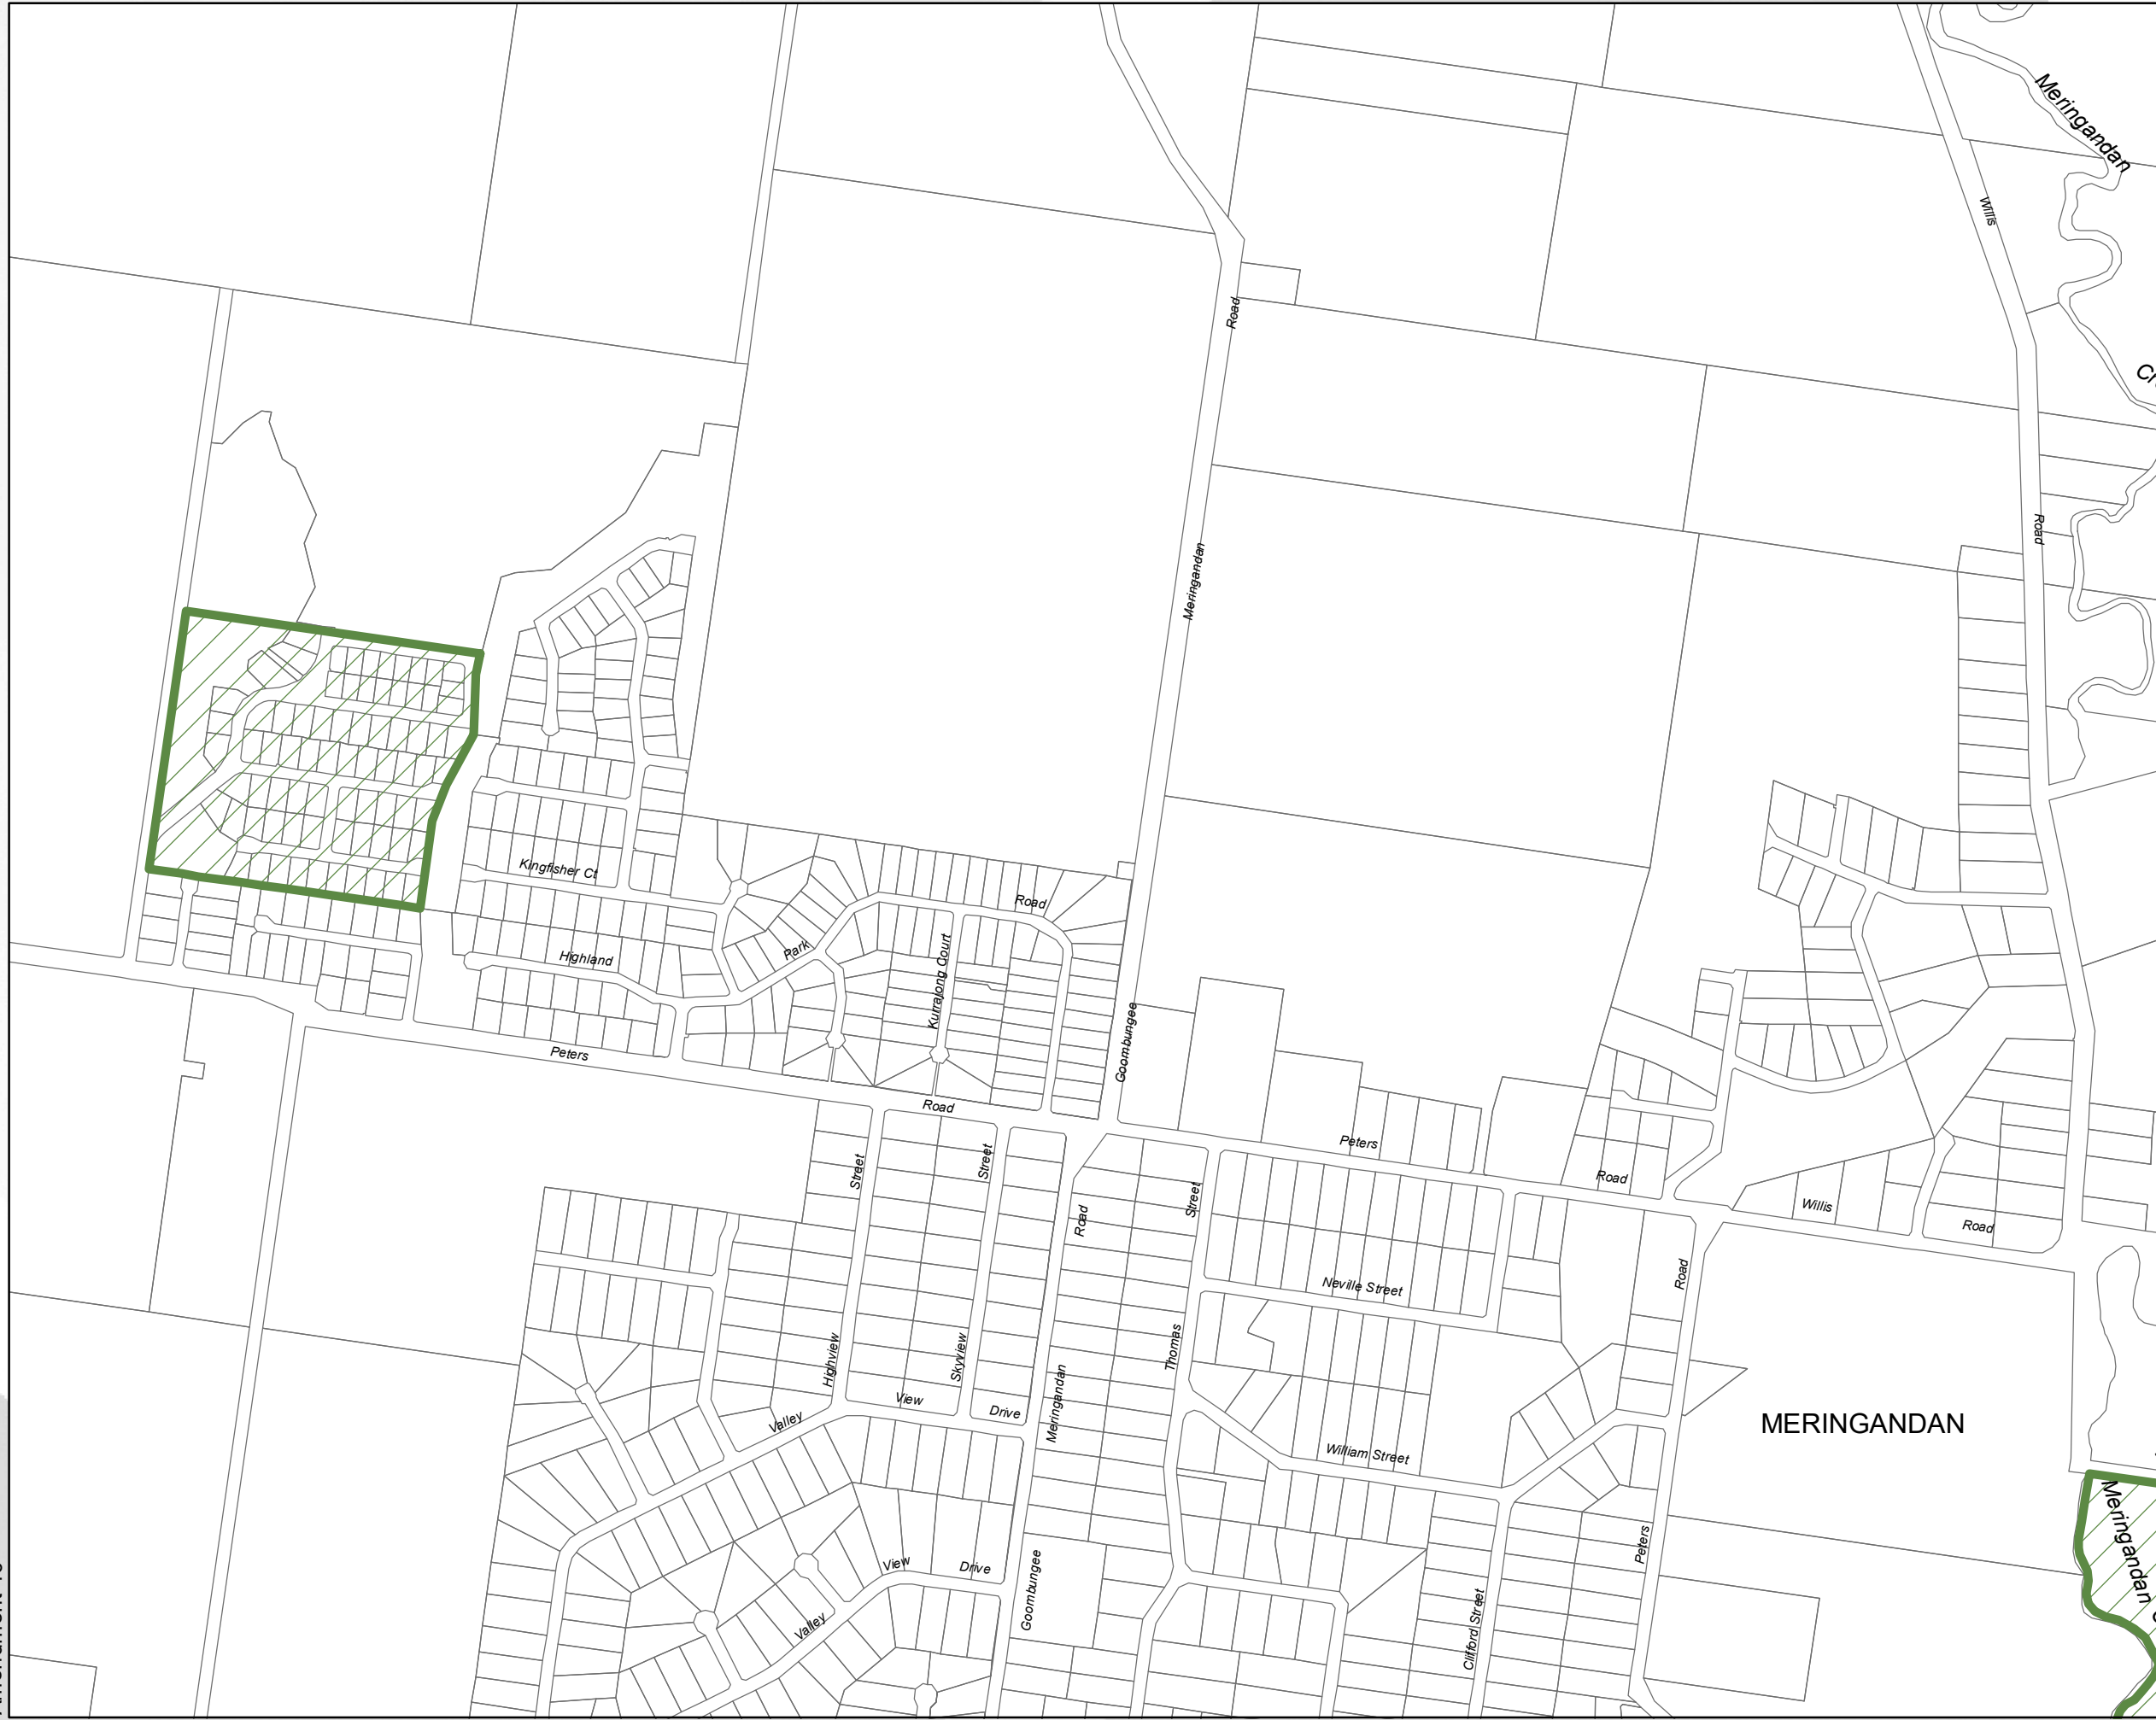 Meringandan
Willis
Road
Road
Meringandan
Kingfisher Ct
Road
Kurrajong Court
Park
Highland
Goombungee
Peters
Road
Peters
Road
Street
Street
Street
Road
Willis
Road
Road
Neville Street
Highview
Skyview
Thomas
View
Drive
Valley
Meringandan
MERINGANDAN
William Street
Meringandan
Peters
View
Drive
Goombungee
Valley
Clifford Street